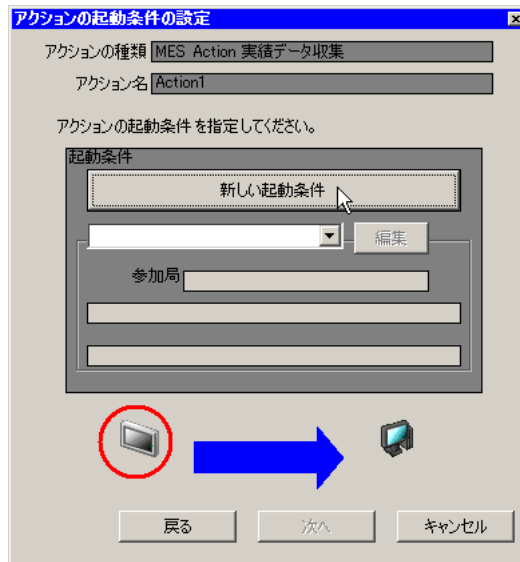 アクションの起動条件の設定
アクションの種類 MES Action 実績データ収集
アクション名 Action1
アクションの起動条件を指定してください。
起動条件
新しい起動条件
編集
参加局
戻る 次へ キャンセル